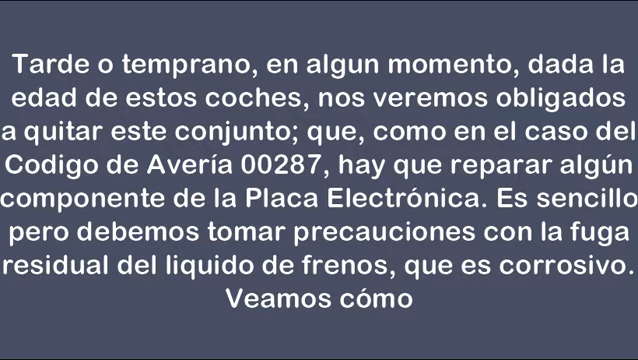 Tarde o temprano, en algun momento, dada la
edad de estos coches, nos veremos obligados
a quitar este conjunto; que, como en el caso del
Codigo de Avería 00287, hay que reparar algún
componente de la Placa Electrónica. Es sencillo
pero debemos tomar precauciones con la fuga
residual del liquido de frenos, que es corrosivo.
Veamos cómo